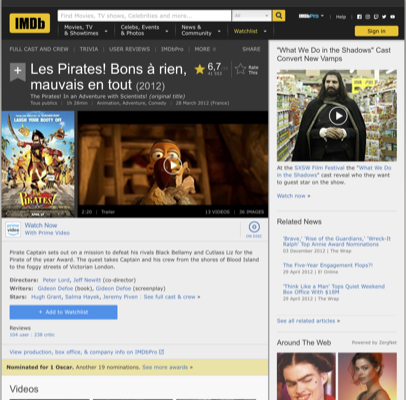 IMDb
Find Movies, TV shows, Celebrities and more...
All
IMDbPro
Help
Movies, TV & Showtimes
Celebs, Events & Photos
News & Community
Watchlist
Sign in
FULL CAST AND CREW | TRIVIA | USER REVIEWS | IMDbPro | MORE
SHARE
Les Pirates! Bons à rien,
mauvais en tout (2012)
6,7
Rate This
The Pirates! In an Adventure with Scientists! (original title)
Tous publics | 1h 28min | Animation, Adventure, Comedy | 28 March 2012 (France)
PIRATES!
2:20 | Trailer
13 VIDEOS | 36 IMAGES
prime video
Watch Now
With Prime Video
ON DISC
Pirate Captain sets out on a mission to defeat his rivals Black Bellamy and Cutlass Liz for the
Pirate of the year Award. The quest takes Captain and his crew from the shores of Blood Island
to the foggy streets of Victorian London.
Directors: Peter Lord, Jeff Newitt (co-director)
Writers: Gideon Defoe (book), Gideon Defoe (screenplay)
Stars: Hugh Grant, Salma Hayek, Jeremy Piven | See full cast & crew »
+ Add to Watchlist
Reviews
104 user | 238 critic
View production, box office, & company info on IMDbPro
Nominated for 1 Oscar. Another 19 nominations. See more awards »
Videos
"What We Do in the Shadows" Cast
Convert New Vamps
At the SXSW Film Festival the "What We Do
in the Shadows" cast reveal who they want
to guest star on the show.
Watch now »
Related News
'Brave,' 'Rise of the Guardians,' 'Wreck-It
Ralph' Top Annie Award Nominations
03 December 2012 | The Wrap
The Five-Year Engagement Flops?!
29 April 2012 | E! Online
'Think Like a Man' Tops Quiet Weekend
Box Office With $18M
29 April 2012 | The Wrap
See all related articles »
Around The Web
Powered by ZergNet